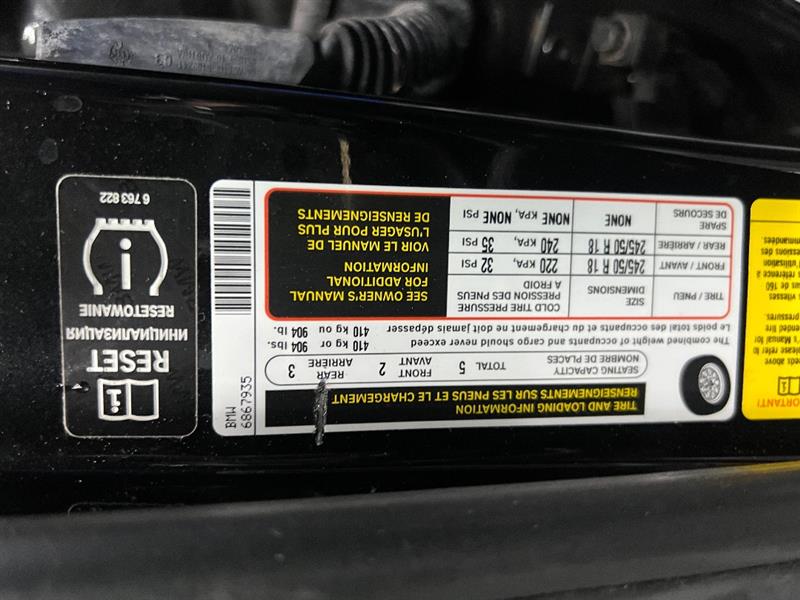 TIRE AND LOADING INFORMATION
RENSEIGNEMENTS SUR LES PNEUS ET LE CHARGEMENT
SEATING CAPACITY
NOMBRE DE PLACES
TOTAL 5
FRONT
AVANT 2
REAR
ARRIÈRE 3
The combined weight of occupants and cargo should never exceed 410 kg or 904 lbs.
Le poids total des occupants et du chargement ne doit jamais dépasser 410 kg ou 904 lb.
TIRE / PNEU
SIZE
DIMENSIONS
COLD TIRE PRESSURE
PRESSION DES PNEUS
A FROID
FRONT / AVANT 245/50 R 18 220 KPA, 32 PSI
REAR / ARRIÈRE 245/50 R 18 240 KPA, 35 PSI
SPARE
DE SECOURS NONE NONE KPA, NONE PSI
SEE OWNER'S MANUAL
FOR ADDITIONAL
INFORMATION
VOIR LE MANUEL DE
L'USAGER POUR PLUS
DE RENSEIGNEMENTS
BMW
6867935
RESET
ИНИЦИАЛИЗАЦИЯ
RESETOWANIE
6 763 822